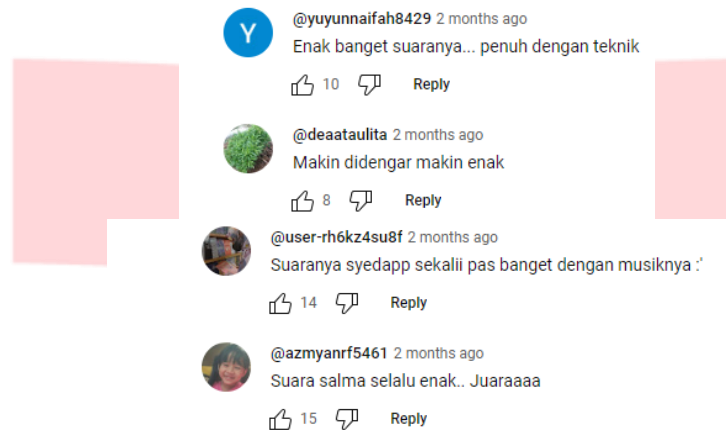 Y
@yuyunnaifah8429 2 months ago
Enak banget suaranya... penuh dengan teknik
10 Reply
@deaataulita 2 months ago
Makin didengar makin enak
8 Reply
@user-rh6kz4su8f 2 months ago
Suaranya syedapp sekalii pas banget dengan musiknya :'
14 Reply
@azmyanrf5461 2 months ago
Suara salma selalu enak.. Juaraaaa
15 Reply